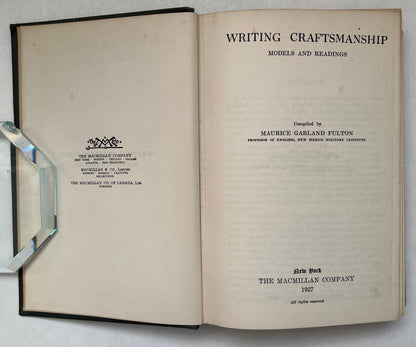 THE MACMILLAN COMPANY
NEW YORK · BOSTON · CHICAGO · DALLAS
ATLANTA · SAN FRANCISCO
MACMILLAN & CO., LIMITED
LONDON · BOMBAY · CALCUTTA
MELBOURNE
THE MACMILLAN CO. OF CANADA, LTD.
TORONTO
WRITING CRAFTSMANSHIP
MODELS AND READINGS
Compiled by
MAURICE GARLAND FULTON
PROFESSOR OF ENGLISH, NEW MEXICO MILITARY INSTITUTE
New York
THE MACMILLAN COMPANY
1927
All rights reserved